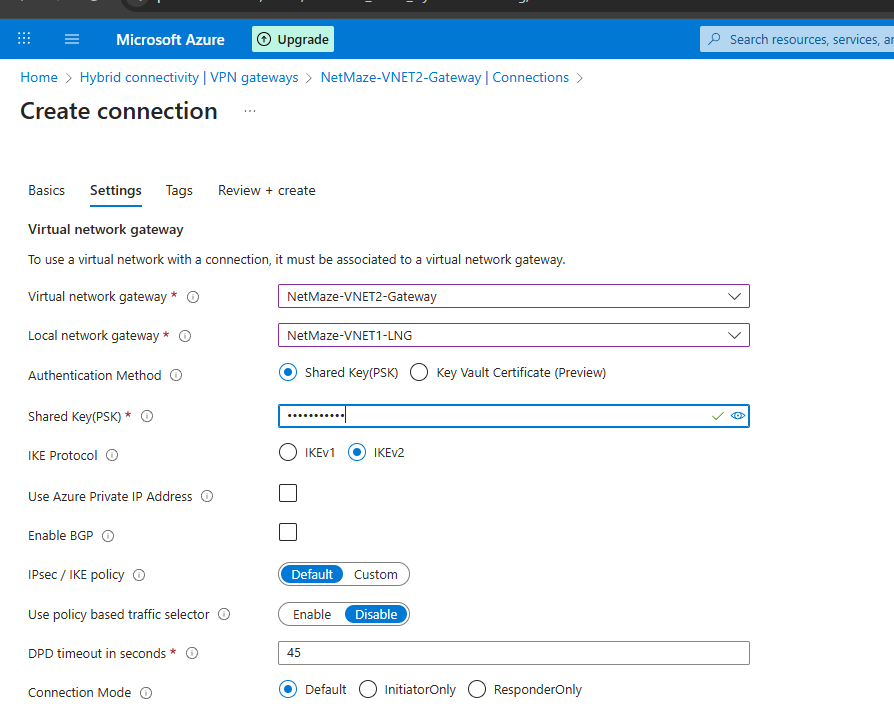 Microsoft Azure
Upgrade
Search resources, services, an
Home > Hybrid connectivity | VPN gateways > NetMaze-VNET2-Gateway | Connections >
Create connection ...
Basics Settings Tags Review + create
Virtual network gateway
To use a virtual network with a connection, it must be associated to a virtual network gateway.
Virtual network gateway * NetMaze-VNET2-Gateway
Local network gateway * NetMaze-VNET1-LNG
Authentication Method Shared Key(PSK) Key Vault Certificate (Preview)
Shared Key(PSK) * •••••••••••
IKE Protocol IKEv1 IKEv2
Use Azure Private IP Address
Enable BGP
IPsec / IKE policy Default Custom
Use policy based traffic selector Enable Disable
DPD timeout in seconds * 45
Connection Mode Default InitiatorOnly ResponderOnly